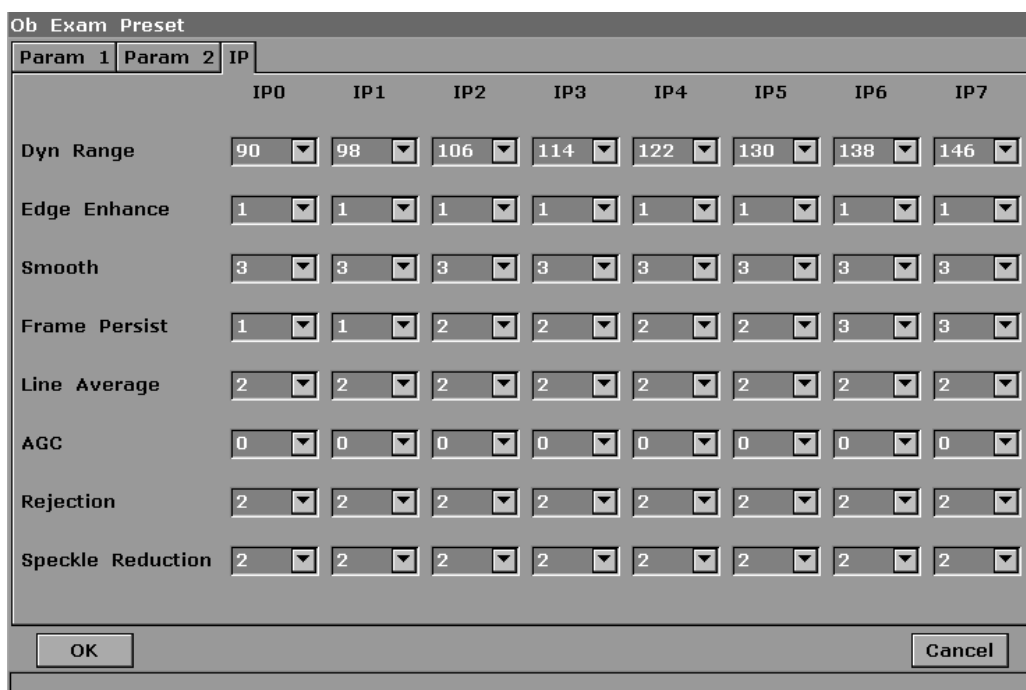 Ob Exam Preset
Param 1 Param 2 IP
IP0 IP1 IP2 IP3 IP4 IP5 IP6 IP7
Dyn Range 90 98 106 114 122 130 138 146
Edge Enhance 1 1 1 1 1 1 1 1
Smooth 3 3 3 3 3 3 3 3
Frame Persist 1 1 2 2 2 2 3 3
Line Average 2 2 2 2 2 2 2 2
AGC 0 0 0 0 0 0 0 0
Rejection 2 2 2 2 2 2 2 2
Speckle Reduction 2 2 2 2 2 2 2 2
OK Cancel